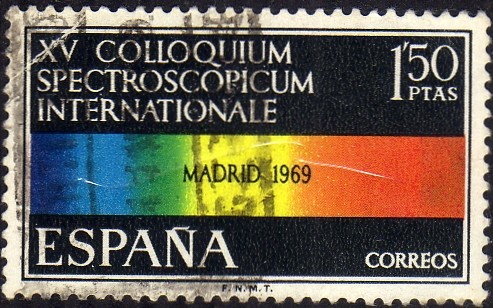 XV COLLOQUIUM
SPECTROSCOPICUM
INTERNATIONALE
1'50
PTAS
MADRID 1969
ESPAÑA
CORREOS
F.N.M.T.